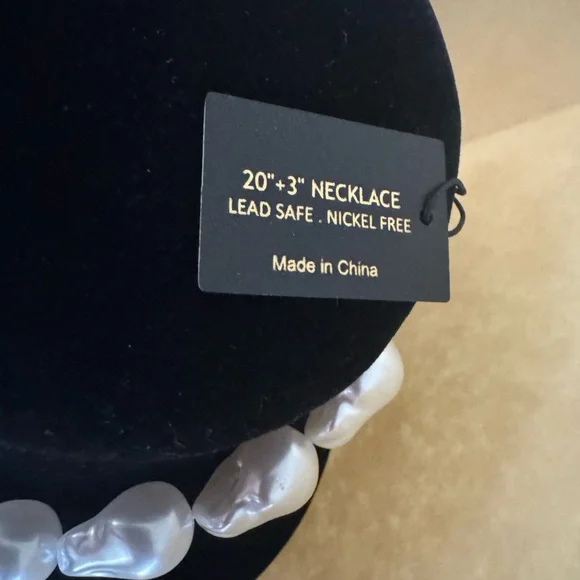 20"+3" NECKLACE
LEAD SAFE . NICKEL FREE
Made in China